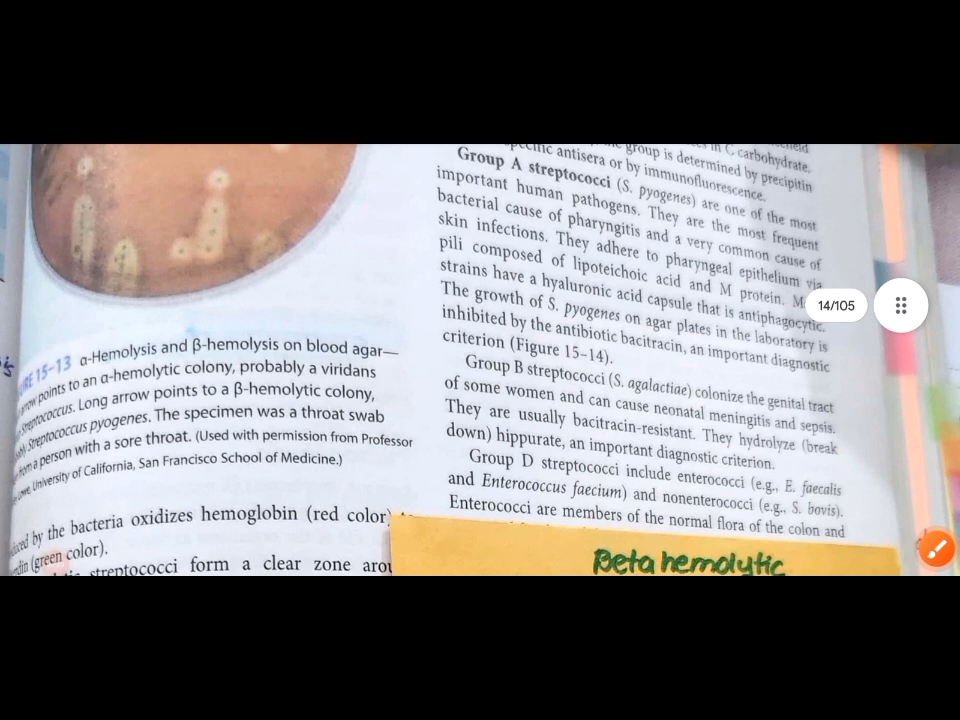 α-Hemolysis and β-hemolysis on blood agar—
arrow points to an α-hemolytic colony, probably a viridans
Streptococcus. Long arrow points to a β-hemolytic colony,
Streptococcus pyogenes. The specimen was a throat swab
from a person with a sore throat. (Used with permission from Professor
University of California, San Francisco School of Medicine.)
by the bacteria oxidizes hemoglobin (red color)
(green color).
streptococci form a clear zone
in C carbohydrate.
group is determined by precipitin
specific antisera or by immunofluorescence.
Group A streptococci (S. pyogenes) are one of the most
important human pathogens. They are the most frequent
bacterial cause of pharyngitis and a very common cause of
skin infections. They adhere to pharyngeal epithelium via
pili composed of lipoteichoic acid and M protein.
strains have a hyaluronic acid capsule that is antiphagocytic.
The growth of S. pyogenes on agar plates in the laboratory is
inhibited by the antibiotic bacitracin, an important diagnostic
criterion (Figure 15–14).
Group B streptococci (S. agalactiae) colonize the genital tract
of some women and can cause neonatal meningitis and sepsis.
They are usually bacitracin-resistant. They hydrolyze (break
down) hippurate, an important diagnostic criterion.
Group D streptococci include enterococci (e.g., E. faecalis
and Enterococcus faecium) and nonenterococci (e.g., S. bovis).
Enterococci are members of the normal flora of the colon and
Beta hemolytic
14/105